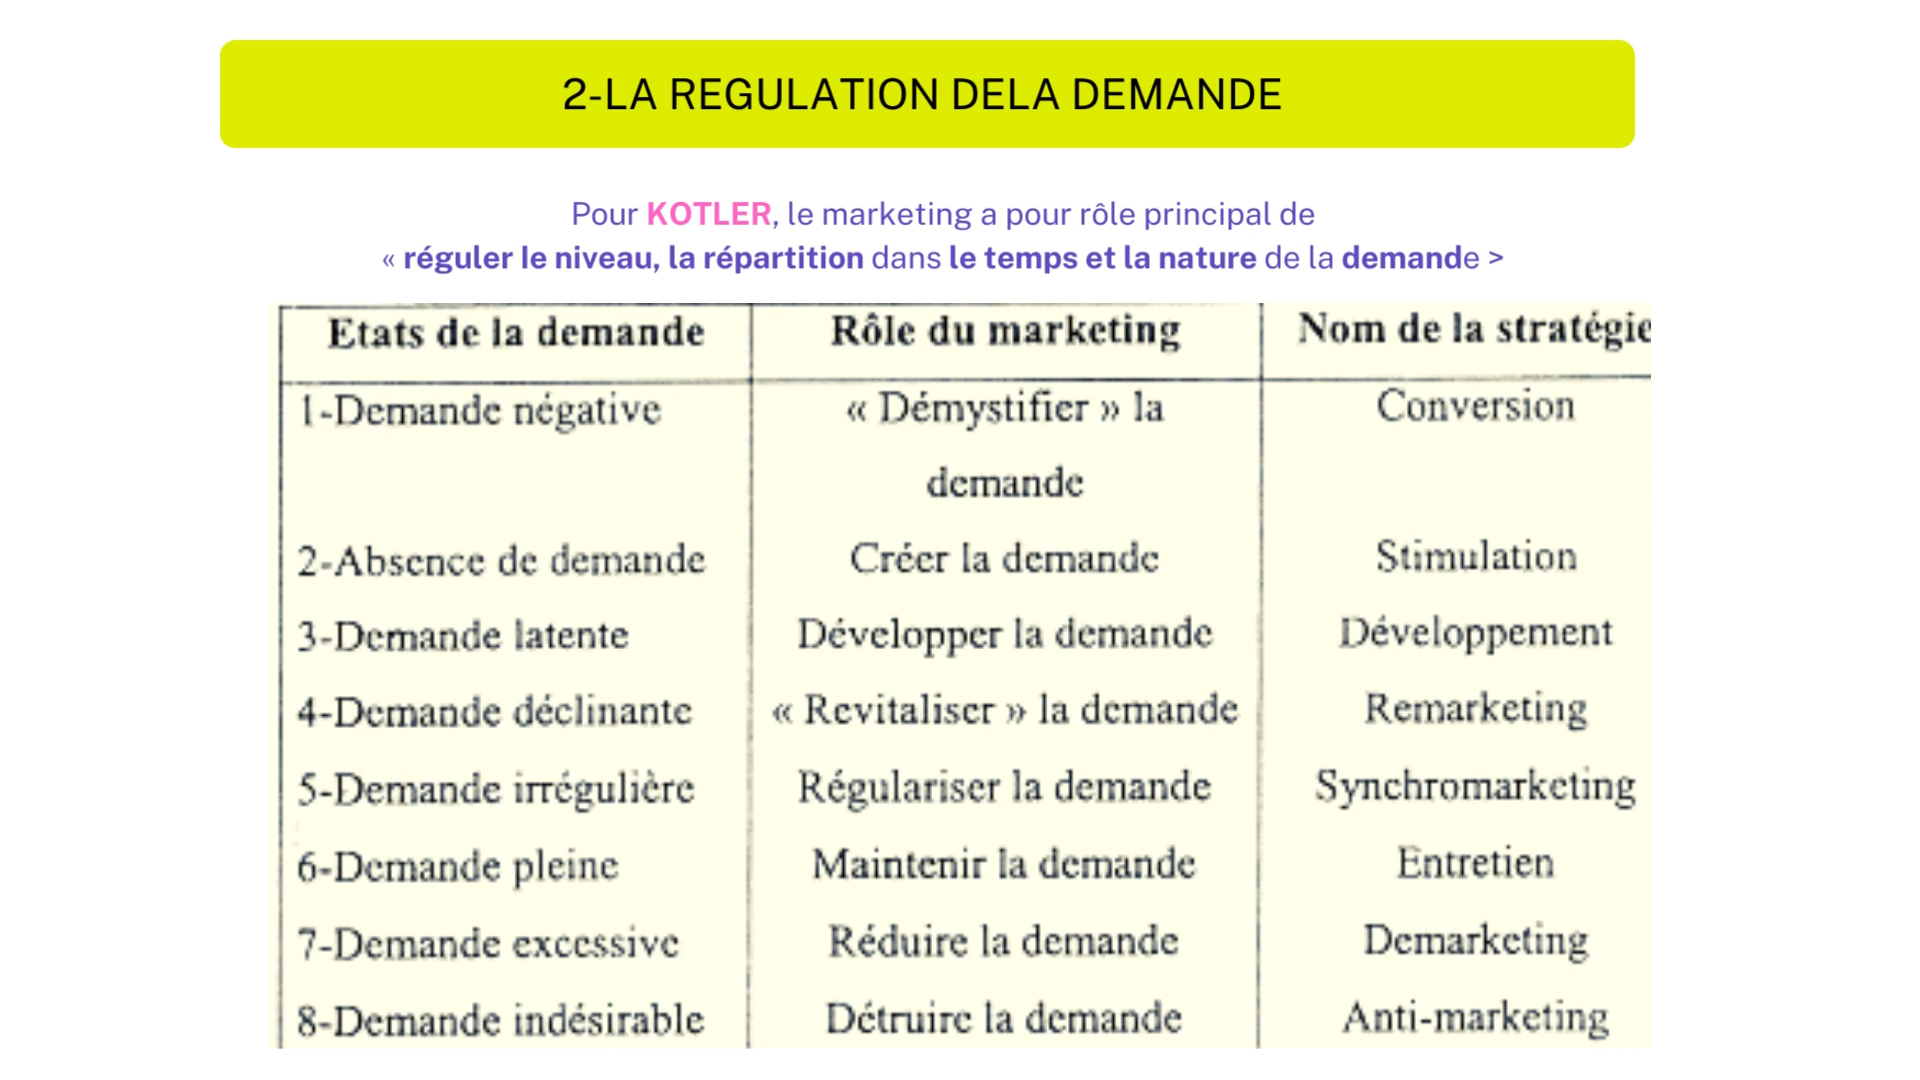 2-LA REGULATION DELA DEMANDE
Pour KOTLER, le marketing a pour rôle principal de
« réguler le niveau, la répartition dans le temps et la nature de la demande >
Etats de la demande Rôle du marketing Nom de la stratégie
1-Demande négative « Démystifier » la Conversion
demande
2-Absence de demande Créer la demande Stimulation
3-Demande latente Développer la demande Développement
4-Demande déclinante « Revitaliser » la demande Remarketing
5-Demande irrégulière Régulariser la demande Synchromarketing
6-Demande pleine Maintenir la demande Entretien
7-Demande excessive Réduire la demande Demarketing
8-Demande indésirable Détruire la demande Anti-marketing